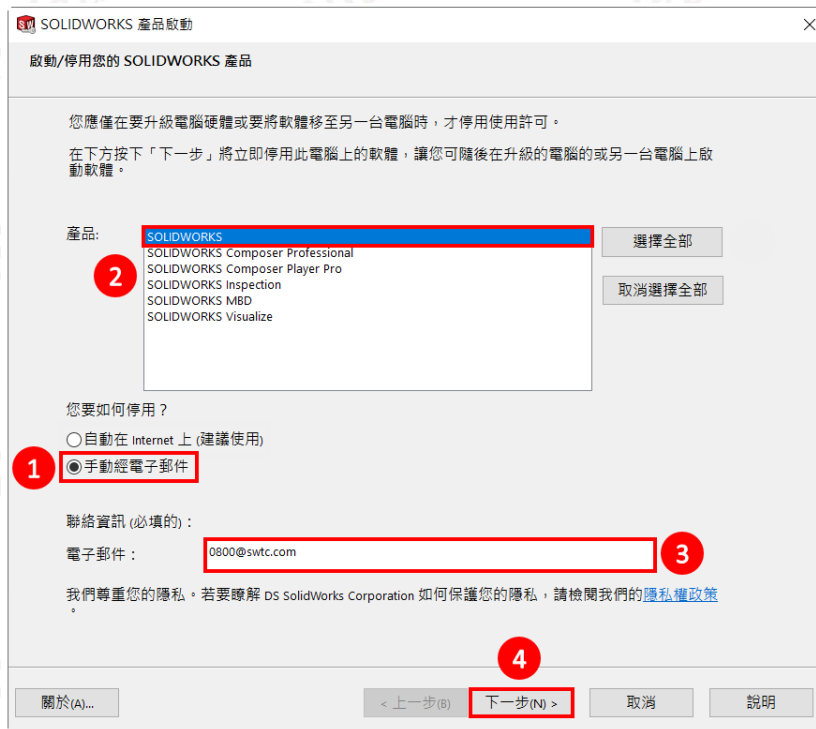 SOLIDWORKS 產品啟動
啟動/停用您的 SOLIDWORKS 產品
您應僅在要升級電腦硬體或要將軟體移至另一台電腦時，才停用使用許可。
在下方按下「下一步」將立即停用此電腦上的軟體，讓您可隨後在升級的電腦的或另一台電腦上啟
動軟體。
產品:
SOLIDWORKS
選擇全部
SOLIDWORKS Composer Professional
2
SOLIDWORKS Composer Player Pro
SOLIDWORKS Inspection
取消選擇全部
SOLIDWORKS MBD
SOLIDWORKS Visualize
您要如何停用？
自動在 Internet 上 (建議使用)
1
手動經電子郵件
聯絡資訊 (必填的)：
電子郵件：
0800@swtc.com
3
我們尊重您的隱私。若要瞭解 DS SolidWorks Corporation 如何保護您的隱私，請檢閱我們的隱私權政策
。
4
關於(A)...
< 上一步(B)
下一步(N) >
取消
說明